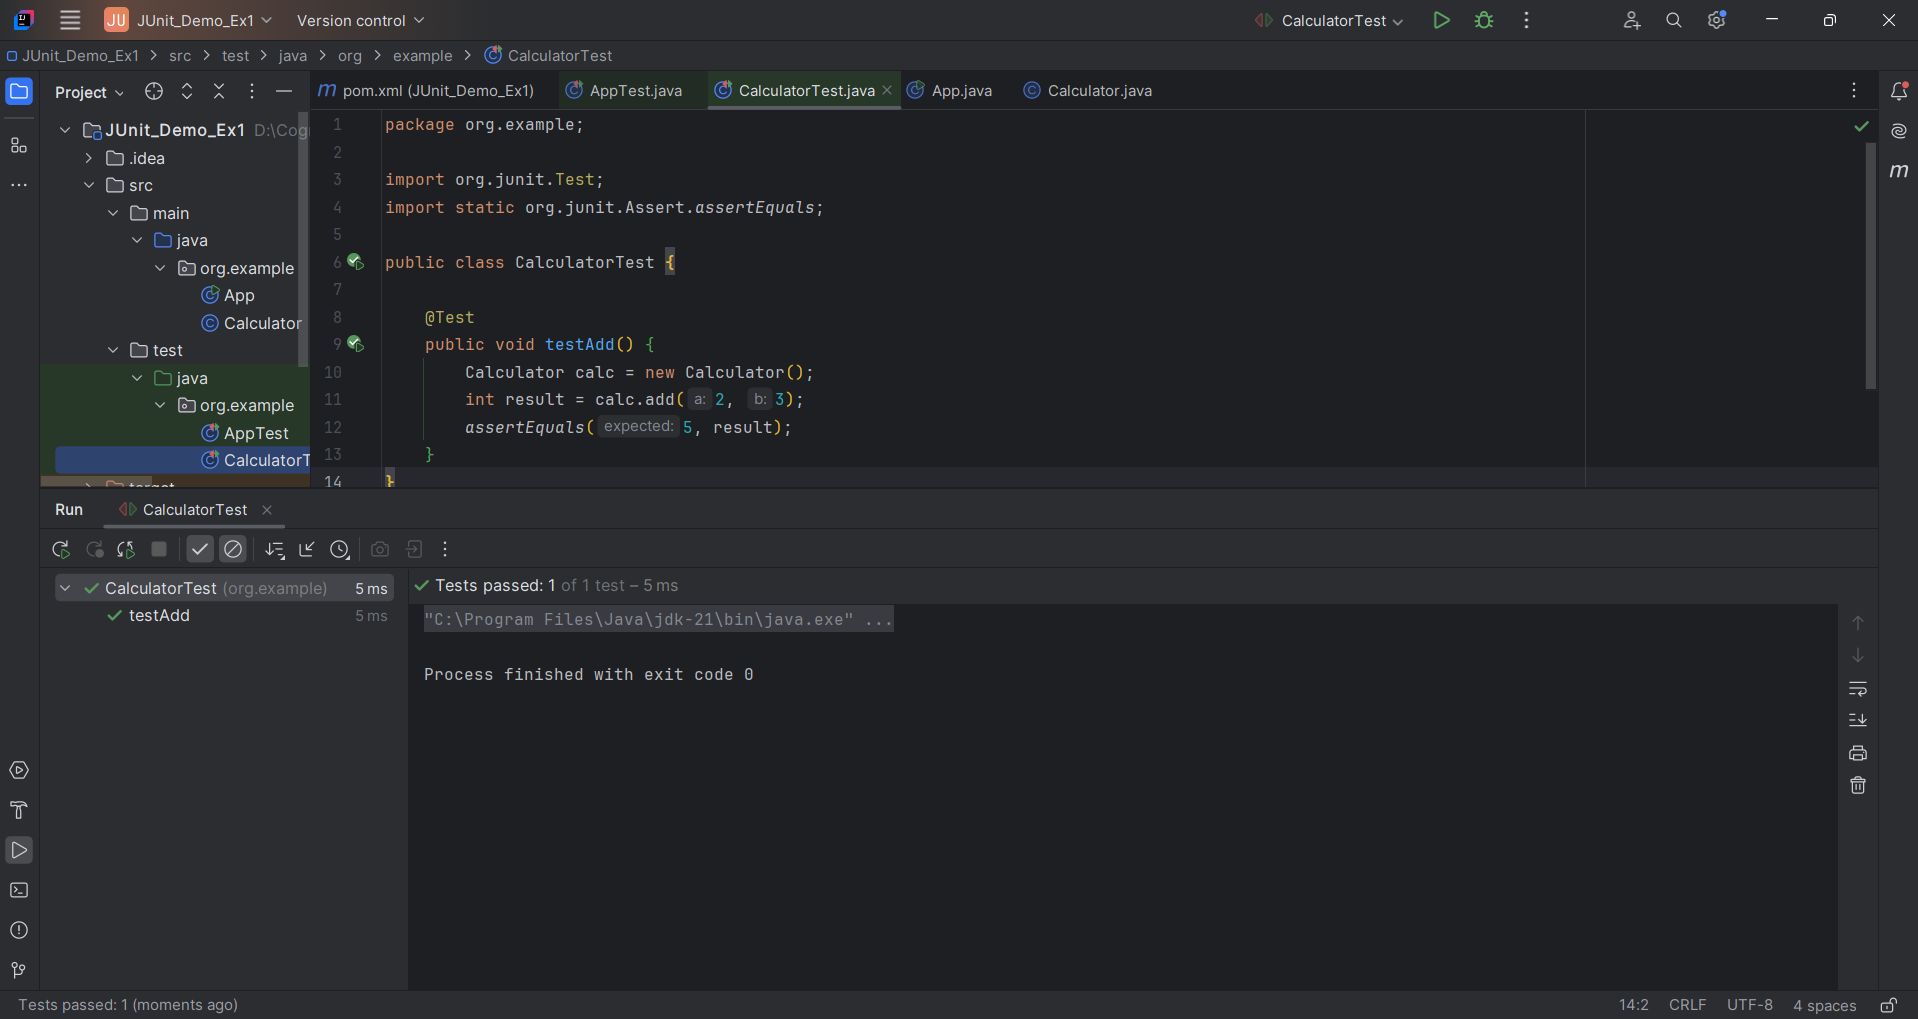 JU JUnit_Demo_Ex1 Version control CalculatorTest
JUnit_Demo_Ex1 > src > test > java > org > example > CalculatorTest
Project
m pom.xml (JUnit_Demo_Ex1) AppTest.java CalculatorTest.java App.java Calculator.java
JUnit_Demo_Ex1 D:\Cog
.idea
src
main
java
org.example
App
Calculator
test
java
org.example
AppTest
CalculatorT
target
1 package org.example;
2
3 import org.junit.Test;
4 import static org.junit.Assert.assertEquals;
5
6 public class CalculatorTest {
7
8 @Test
9 public void testAdd() {
10 Calculator calc = new Calculator();
11 int result = calc.add( a: 2, b: 3);
12 assertEquals( expected: 5, result);
13 }
14 }
m
Run CalculatorTest
CalculatorTest (org.example) 5 ms
testAdd 5 ms
Tests passed: 1 of 1 test – 5 ms
"C:\Program Files\Java\jdk-21\bin\java.exe" ...
Process finished with exit code 0
Tests passed: 1 (moments ago) 14:2 CRLF UTF-8 4 spaces